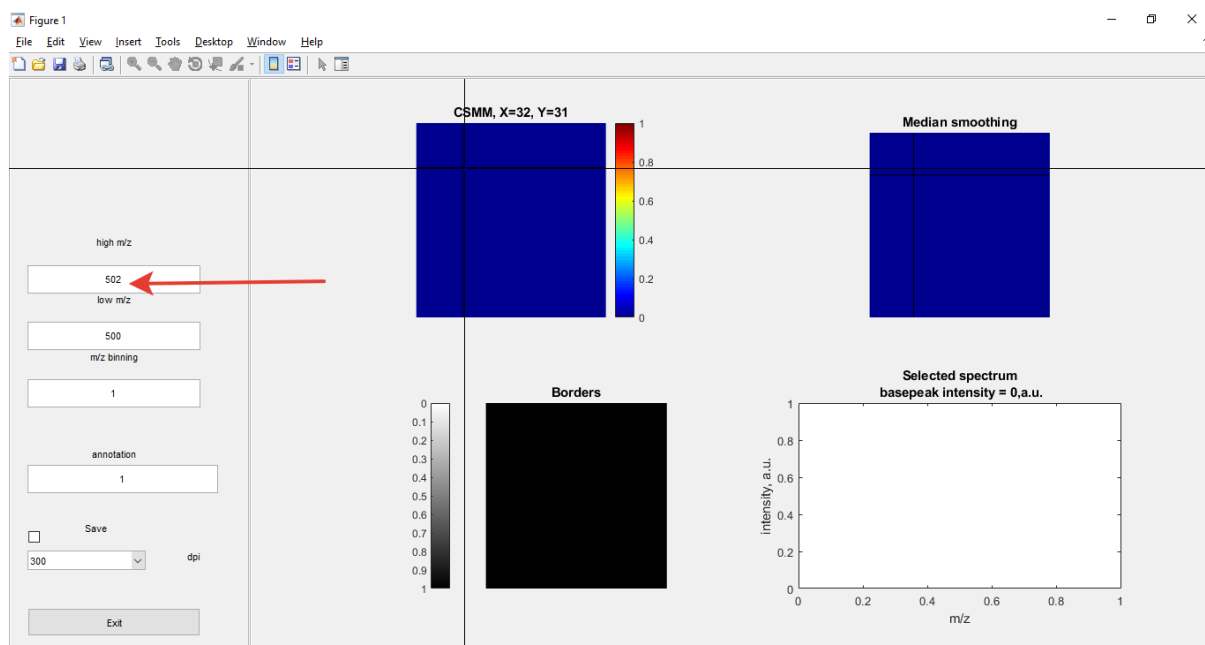 Figure 1
File Edit View Insert Tools Desktop Window Help
high m/z
502
low m/z
500
m/z binning
1
annotation
1
Save
300
dpi
Exit
CSMM, X=32, Y=31
1
0.8
0.6
0.4
0.2
0
Median smoothing
Borders
0
0.1
0.2
0.3
0.4
0.5
0.6
0.7
0.8
0.9
1
Selected spectrum
basepeak intensity = 0,a.u.
intensity, a.u.
1
0.8
0.6
0.4
0.2
0
0 0.2 0.4 0.6 0.8 1
m/z